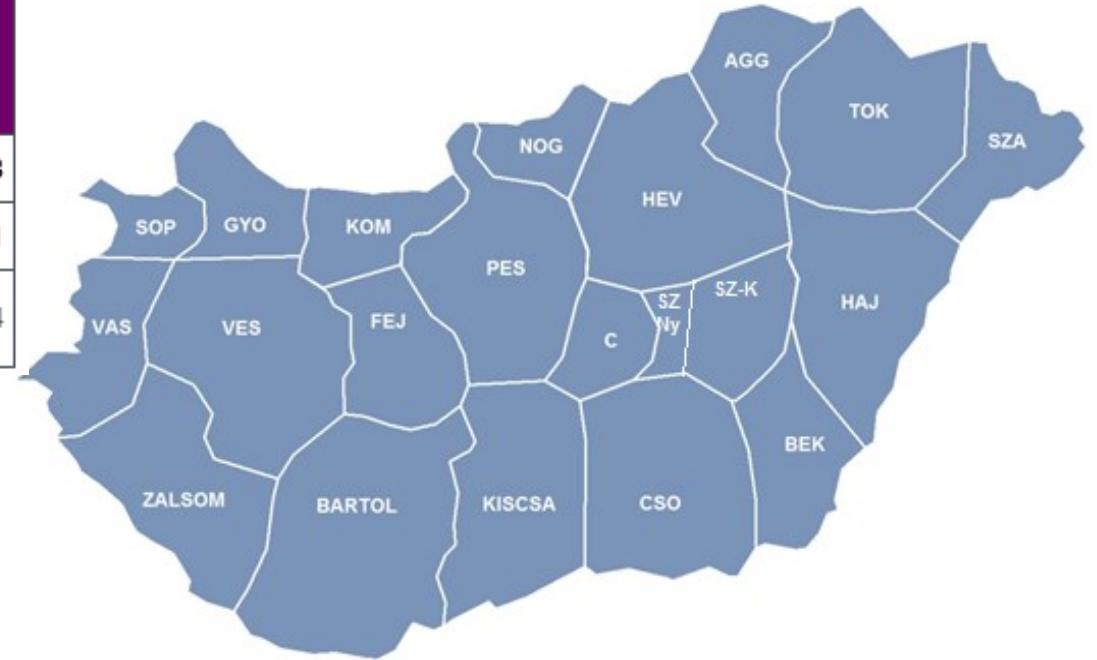 AGG
TOK
NOG
SZA
SOP
GYO
KOM
HEV
PES
VAS
VES
FEJ
SZ
Ny
SZ-K
HAJ
C
BEK
ZALSOM
BARTOL
KISCSA
CSO